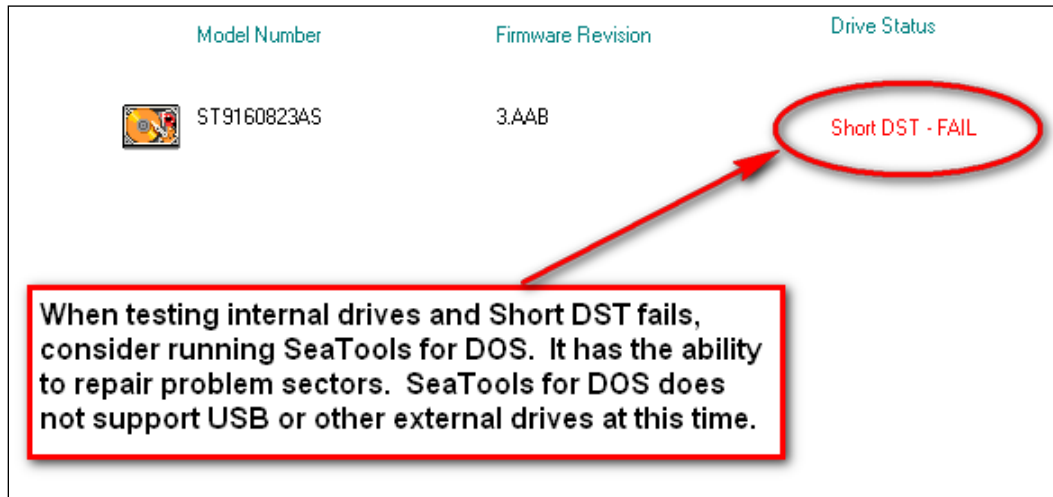 Model Number Firmware Revision Drive Status
ST9160823AS 3.AAB Short DST - FAIL
When testing internal drives and Short DST fails,
consider running SeaTools for DOS. It has the ability
to repair problem sectors. SeaTools for DOS does
not support USB or other external drives at this time.